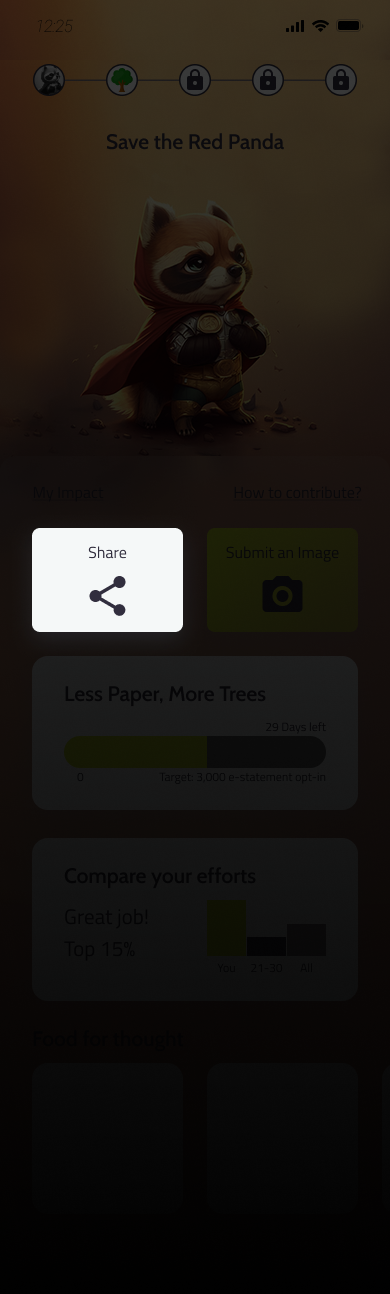 12:25
Save the Red Panda
My Impact
How to contribute?
Share
Submit an Image
Less Paper, More Trees
29 Days left
0
Target: 3,000 e-statement opt-in
Compare your efforts
Great job!
Top 15%
You
21-30
All
Food for thought